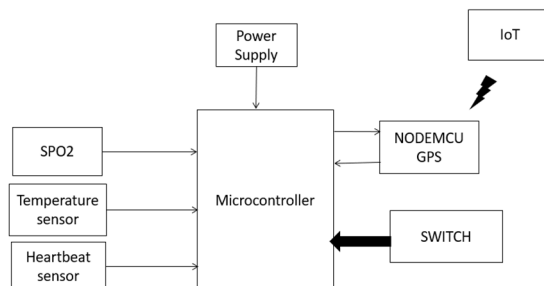 Power
Supply
IoT
SPO2
NODEMCU
GPS
Temperature
sensor
Microcontroller
SWITCH
Heartbeat
sensor